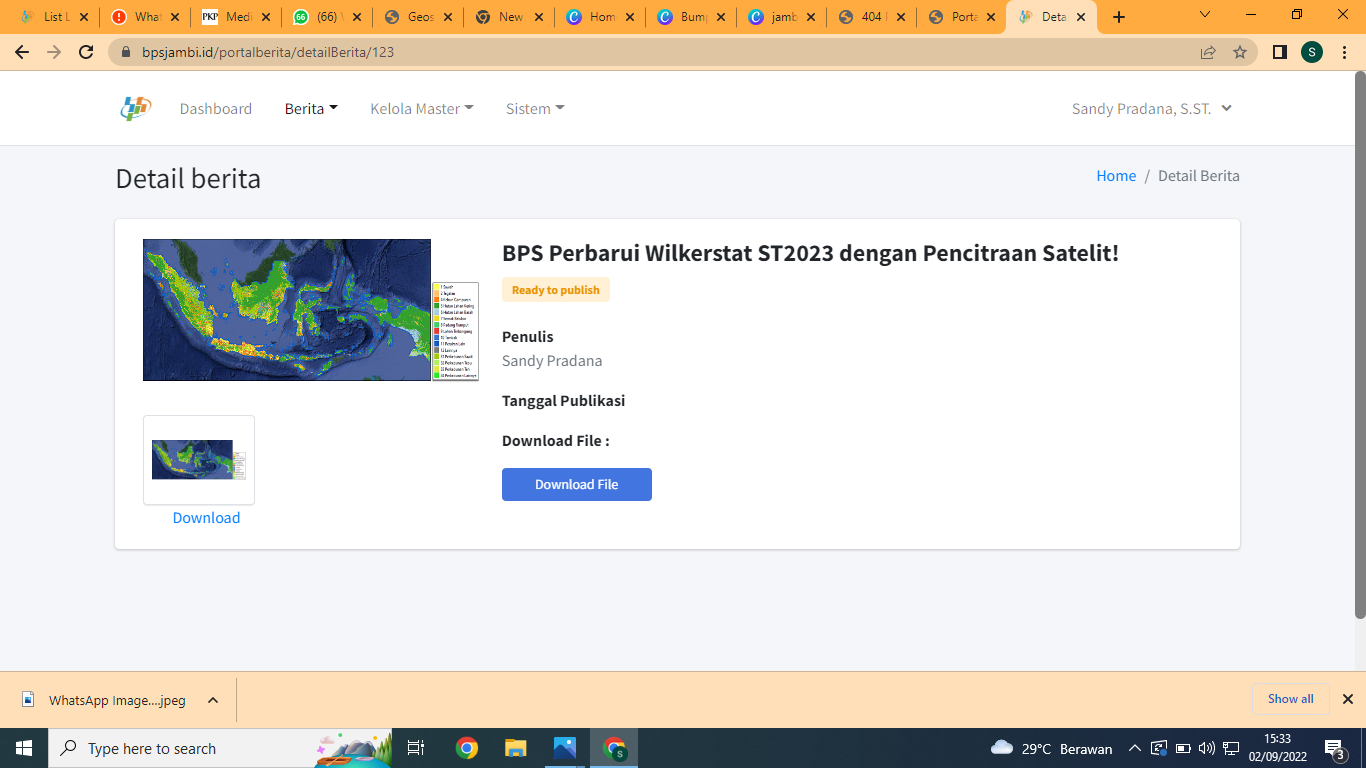 List L
What
PKP
Medi
66
(66)
Geos
New
Hom
Bump
jamb
404
Porta
Deta
bpsjambi.id/portalberita/detailBerita/123
S
Dashboard
Berita
Kelola Master
Sistem
Sandy Pradana, S.ST.
Detail berita
Home / Detail Berita
BPS Perbarui Wilkerstat ST2023 dengan Pencitraan Satelit!
Ready to publish
Penulis
Sandy Pradana
Tanggal Publikasi
Download File :
Download File
Download
WhatsApp Image....jpeg
Show all
Type here to search
29°C Berawan
15:33
02/09/2022
3